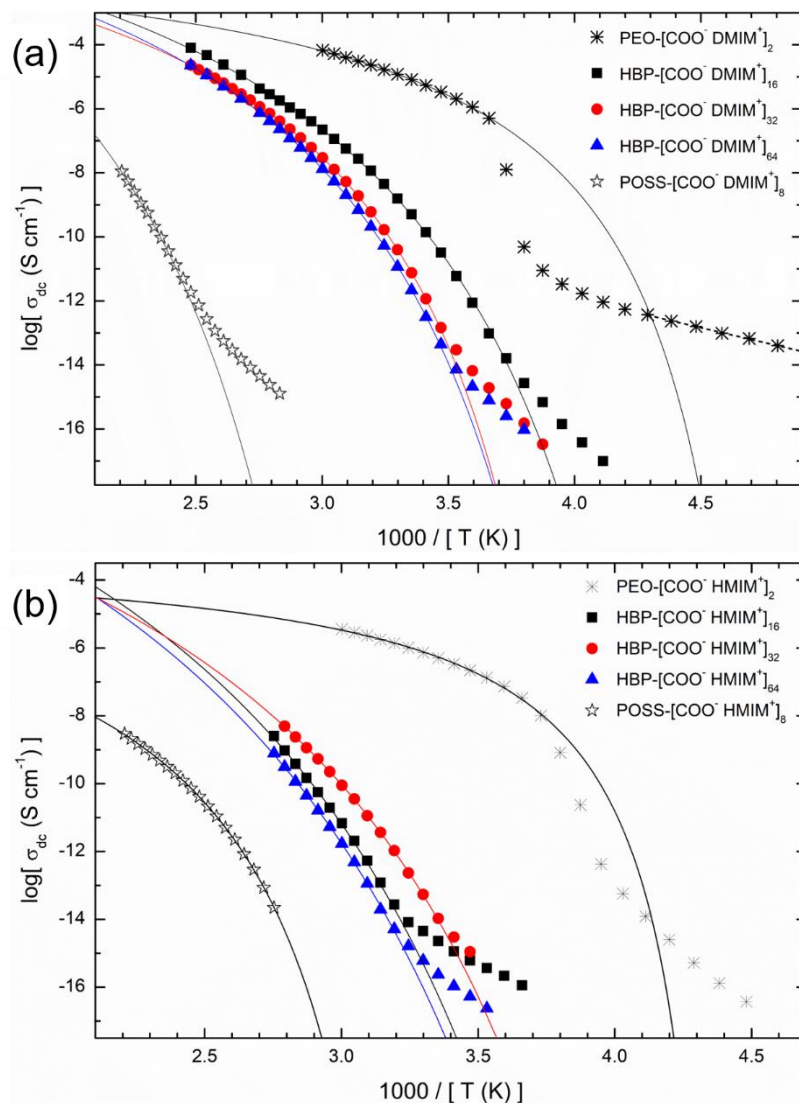 (a)
PEO-[COO⁻ DMIM⁺]₂
HBP-[COO⁻ DMIM⁺]₁₆
HBP-[COO⁻ DMIM⁺]₃₂
HBP-[COO⁻ DMIM⁺]₆₄
POSS-[COO⁻ DMIM⁺]₈
log[ σdc (S cm⁻¹) ]
-4
-6
-8
-10
-12
-14
-16
2.5 3.0 3.5 4.0 4.5
1000 / [ T (K) ]
(b)
PEO-[COO⁻ HMIM⁺]₂
HBP-[COO⁻ HMIM⁺]₁₆
HBP-[COO⁻ HMIM⁺]₃₂
HBP-[COO⁻ HMIM⁺]₆₄
POSS-[COO⁻ HMIM⁺]₈
log[ σdc (S cm⁻¹) ]
-4
-6
-8
-10
-12
-14
-16
2.5 3.0 3.5 4.0 4.5
1000 / [ T (K) ]